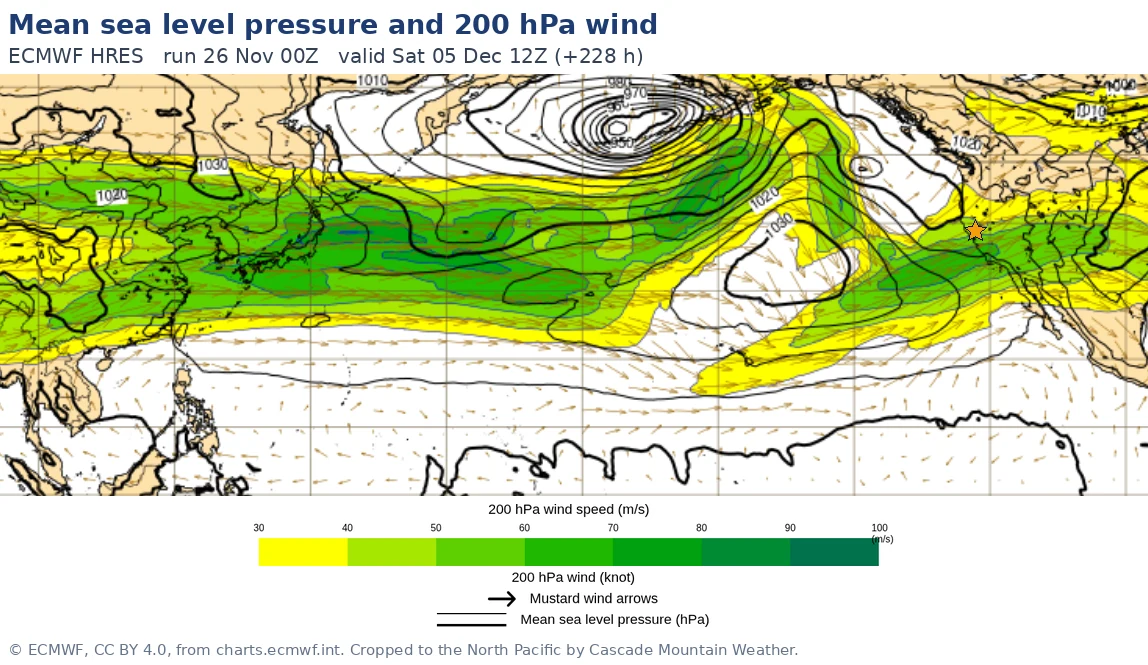 Mean sea level pressure and 200 hPa wind
ECMWF HRES run 26 Nov 00Z valid Sat 05 Dec 12Z (+228 h)
1010
980
970
950
1000
1010
1020
1030
1020
1020
1030
200 hPa wind speed (m/s)
30 40 50 60 70 80 90 100
(m/s)
200 hPa wind (knot)
Mustard wind arrows
Mean sea level pressure (hPa)
© ECMWF, CC BY 4.0, from charts.ecmwf.int. Cropped to the North Pacific by Cascade Mountain Weather.